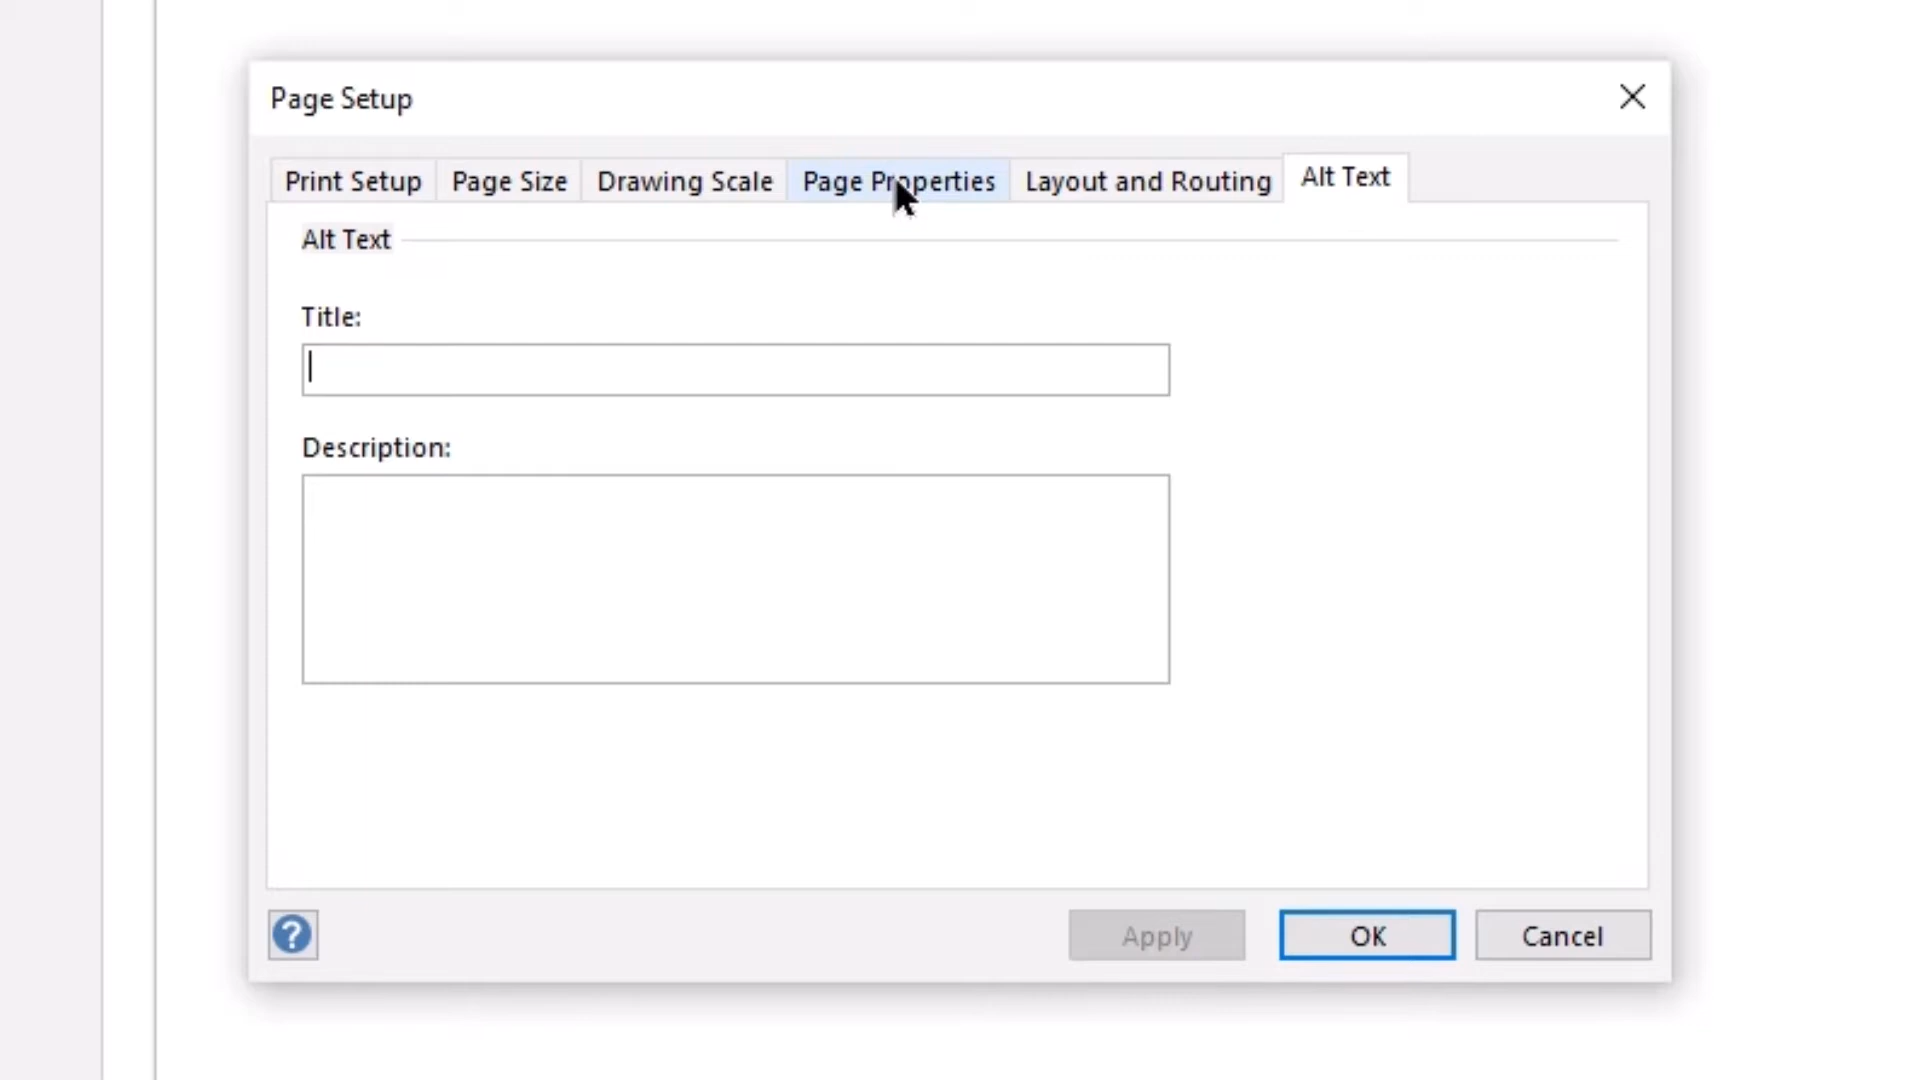 Page Setup
Print Setup Page Size Drawing Scale Page Properties Layout and Routing Alt Text
Alt Text
Title:
Description:
?
Apply OK Cancel